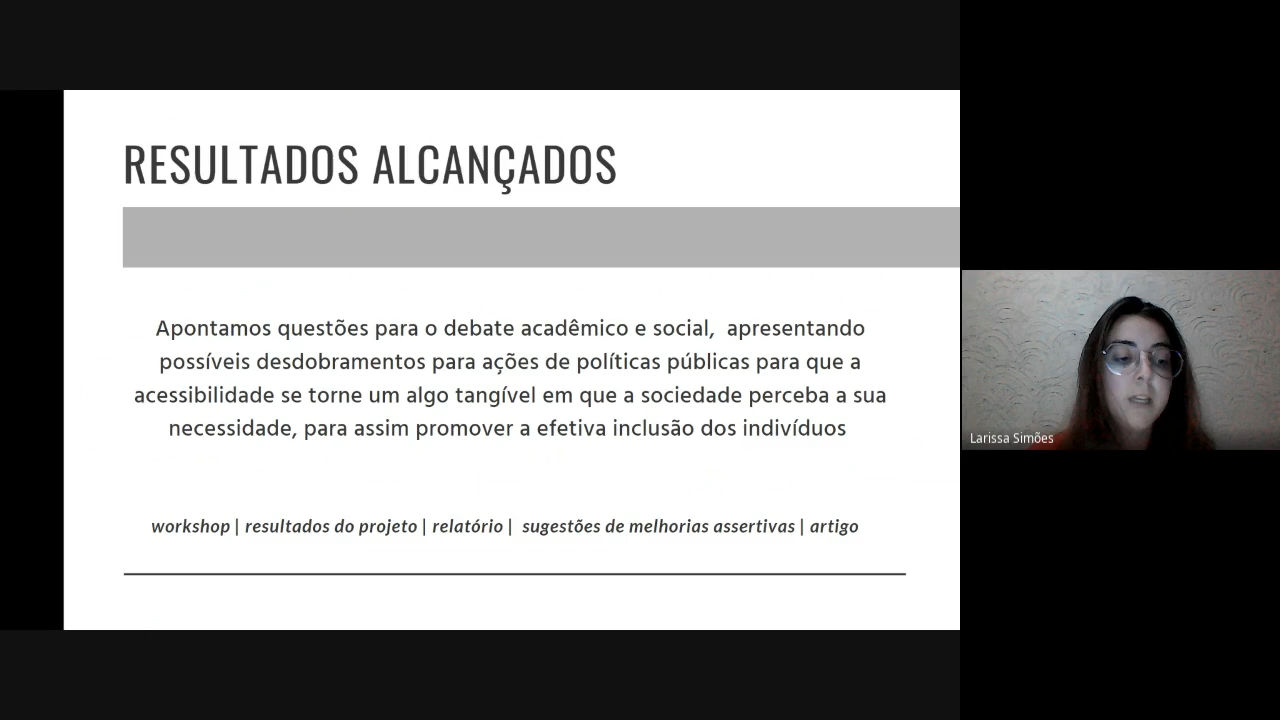 RESULTADOS ALCANÇADOS
Apontamos questões para o debate acadêmico e social, apresentando
possíveis desdobramentos para ações de políticas públicas para que a
acessibilidade se torne um algo tangível em que a sociedade perceba a sua
necessidade, para assim promover a efetiva inclusão dos indivíduos
workshop | resultados do projeto | relatório | sugestões de melhorias assertivas | artigo
Larissa Simões